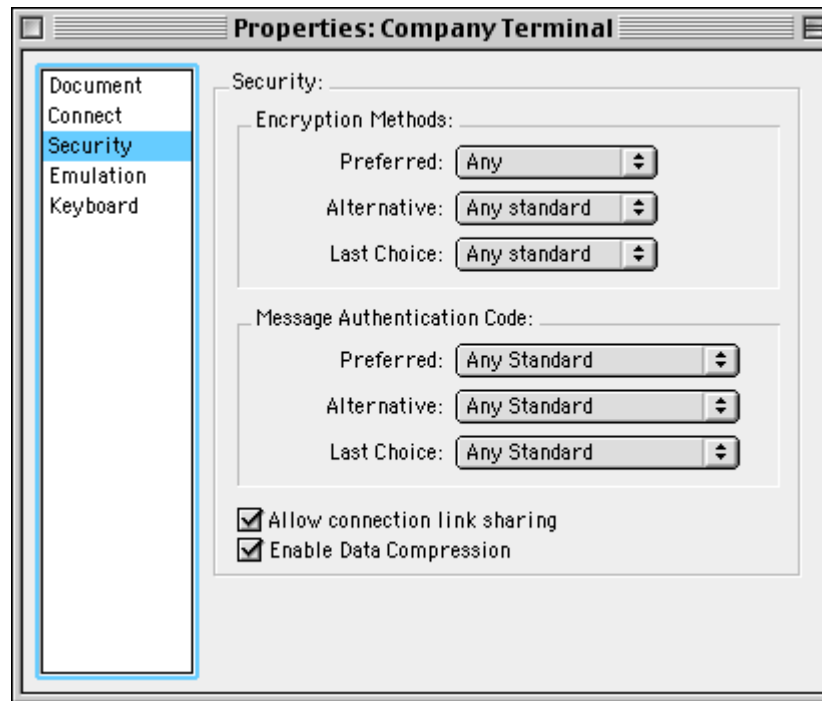 Properties: Company Terminal
Document
Connect
Security
Emulation
Keyboard
Security:
Encryption Methods:
Preferred: Any
Alternative: Any standard
Last Choice: Any standard
Message Authentication Code:
Preferred: Any Standard
Alternative: Any Standard
Last Choice: Any Standard
Allow connection link sharing
Enable Data Compression